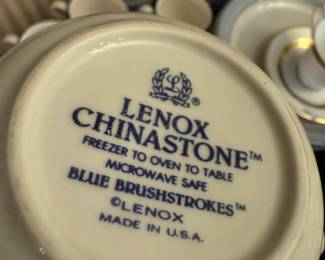 L ®
LENOX
CHINASTONE™
FREEZER TO OVEN TO TABLE
MICROWAVE SAFE
BLUE BRUSHSTROKES™
©LENOX
MADE IN U.S.A.